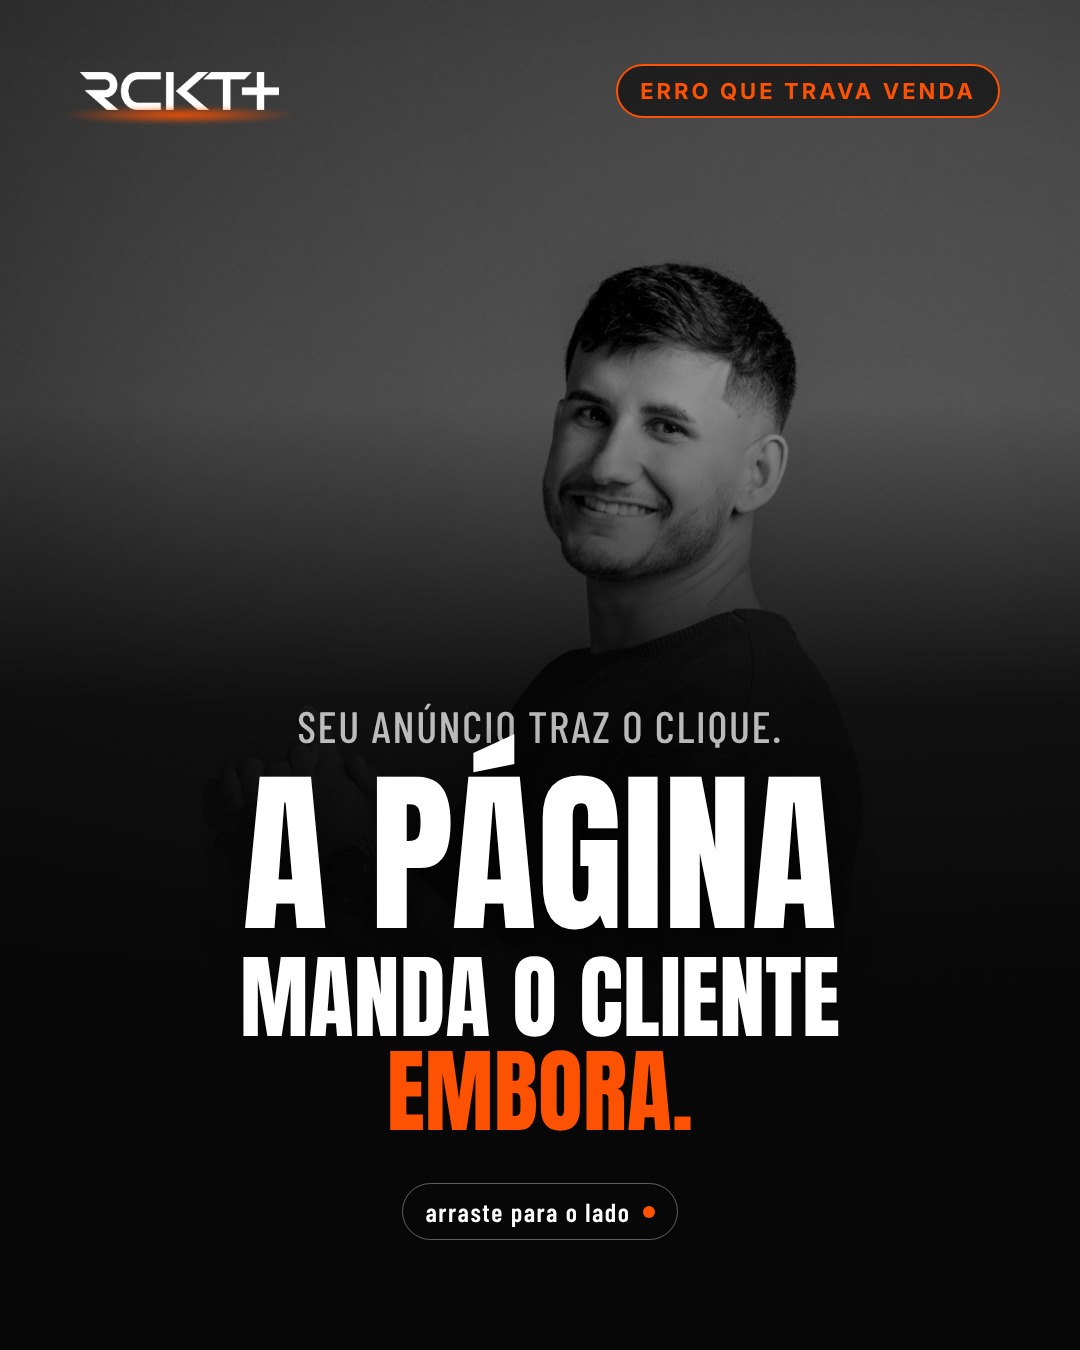 RCKT+
ERRO QUE TRAVA VENDA
SEU ANÚNCIO TRAZ O CLIQUE.
A PÁGINA
MANDA O CLIENTE
EMBORA.
arraste para o lado